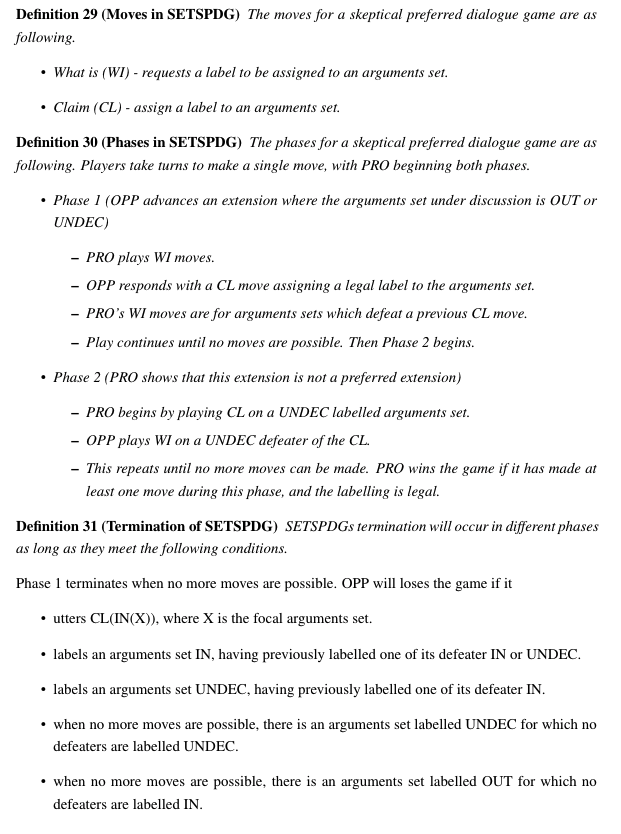 Definition 29 (Moves in SETSPDG) The moves for a skeptical preferred dialogue game are as
following.
• What is (WI) - requests a label to be assigned to an arguments set.
• Claim (CL) - assign a label to an arguments set.
Definition 30 (Phases in SETSPDG) The phases for a skeptical preferred dialogue game are as
following. Players take turns to make a single move, with PRO beginning both phases.
• Phase 1 (OPP advances an extension where the arguments set under discussion is OUT or
UNDEC)
– PRO plays WI moves.
– OPP responds with a CL move assigning a legal label to the arguments set.
– PRO's WI moves are for arguments sets which defeat a previous CL move.
– Play continues until no moves are possible. Then Phase 2 begins.
• Phase 2 (PRO shows that this extension is not a preferred extension)
– PRO begins by playing CL on a UNDEC labelled arguments set.
– OPP plays WI on a UNDEC defeater of the CL.
– This repeats until no more moves can be made. PRO wins the game if it has made at
least one move during this phase, and the labelling is legal.
Definition 31 (Termination of SETSPDG) SETSPDGs termination will occur in different phases
as long as they meet the following conditions.
Phase 1 terminates when no more moves are possible. OPP will loses the game if it
• utters CL(IN(X)), where X is the focal arguments set.
• labels an arguments set IN, having previously labelled one of its defeater IN or UNDEC.
• labels an arguments set UNDEC, having previously labelled one of its defeater IN.
• when no more moves are possible, there is an arguments set labelled UNDEC for which no
defeaters are labelled UNDEC.
• when no more moves are possible, there is an arguments set labelled OUT for which no
defeaters are labelled IN.